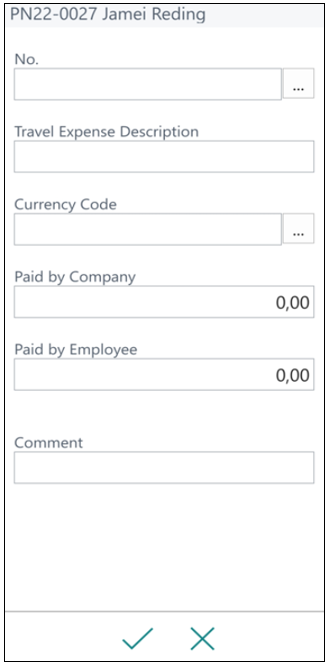 PN22-0027 Jamei Reding
No.
...
Travel Expense Description
Currency Code
...
Paid by Company
0,00
Paid by Employee
0,00
Comment